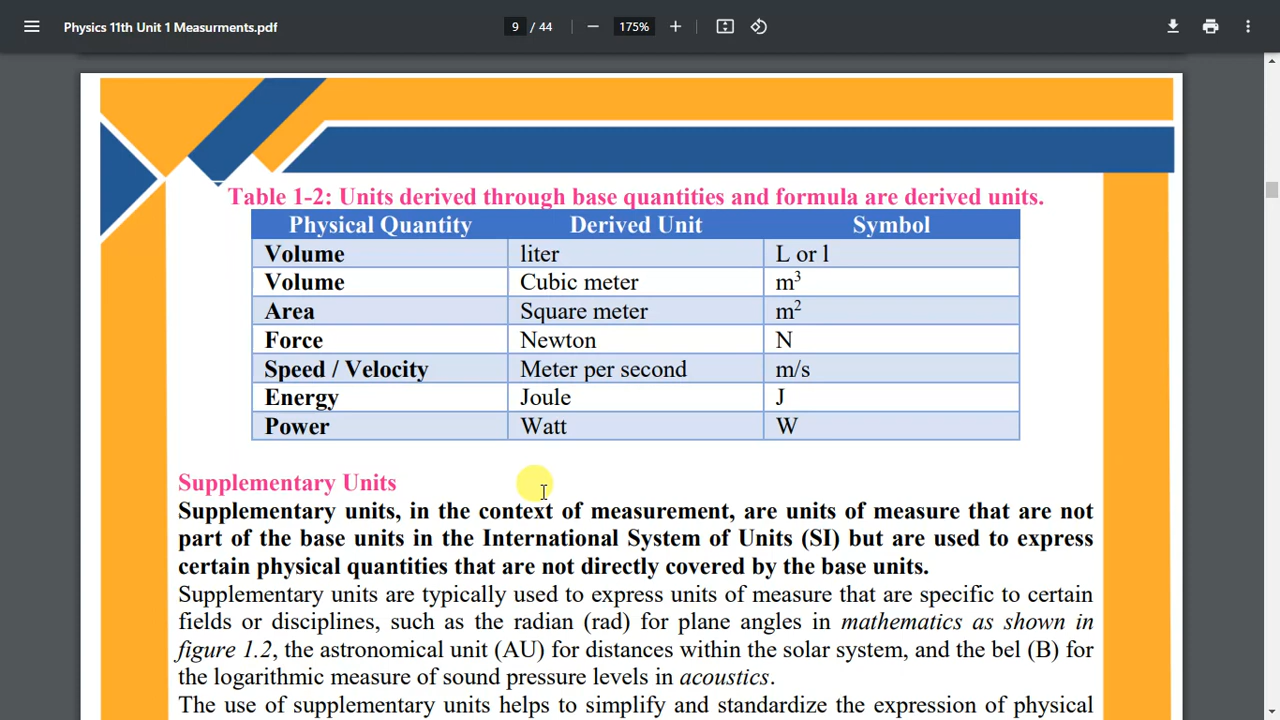 Physics 11th Unit 1 Measurments.pdf
9 / 44
175%
Table 1-2: Units derived through base quantities and formula are derived units.
Physical Quantity Derived Unit Symbol
Volume liter L or l
Volume Cubic meter m³
Area Square meter m²
Force Newton N
Speed / Velocity Meter per second m/s
Energy Joule J
Power Watt W
Supplementary Units
Supplementary units, in the context of measurement, are units of measure that are not
part of the base units in the International System of Units (SI) but are used to express
certain physical quantities that are not directly covered by the base units.
Supplementary units are typically used to express units of measure that are specific to certain
fields or disciplines, such as the radian (rad) for plane angles in mathematics as shown in
figure 1.2, the astronomical unit (AU) for distances within the solar system, and the bel (B) for
the logarithmic measure of sound pressure levels in acoustics.
The use of supplementary units helps to simplify and standardize the expression of physical